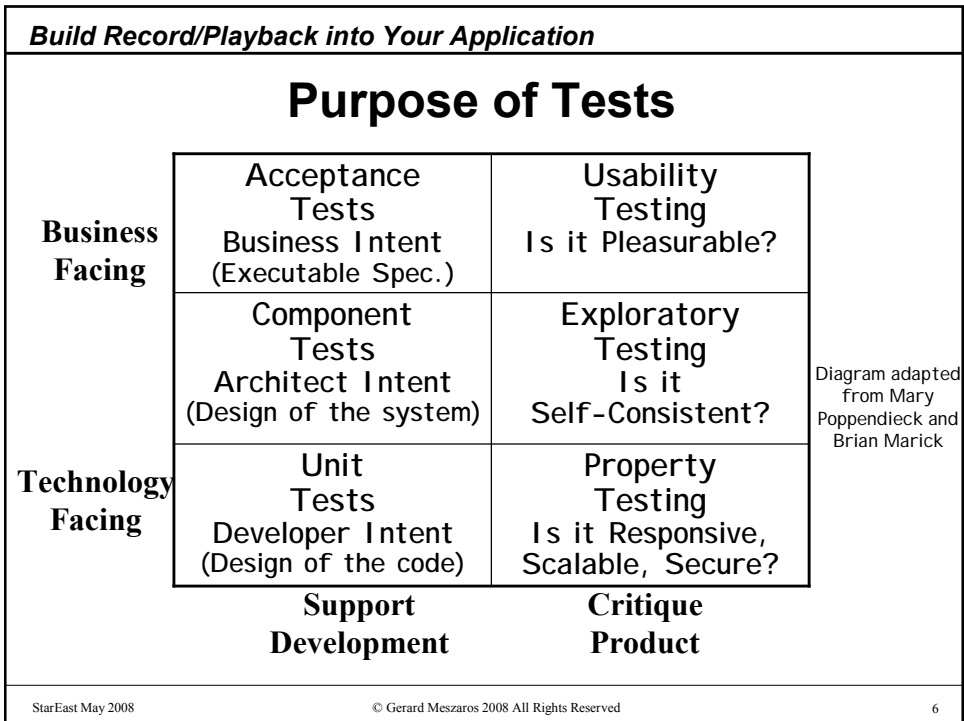 Build Record/Playback into Your Application
Purpose of Tests
Business
Facing
Acceptance
Tests
Business Intent
(Executable Spec.)
Usability
Testing
Is it Pleasurable?
Component
Tests
Architect Intent
(Design of the system)
Exploratory
Testing
Is it
Self-Consistent?
Diagram adapted
from Mary
Poppendieck and
Brian Marick
Technology
Facing
Unit
Tests
Developer Intent
(Design of the code)
Property
Testing
Is it Responsive,
Scalable, Secure?
Support
Development
Critique
Product
StarEast May 2008
© Gerard Meszaros 2008 All Rights Reserved
6